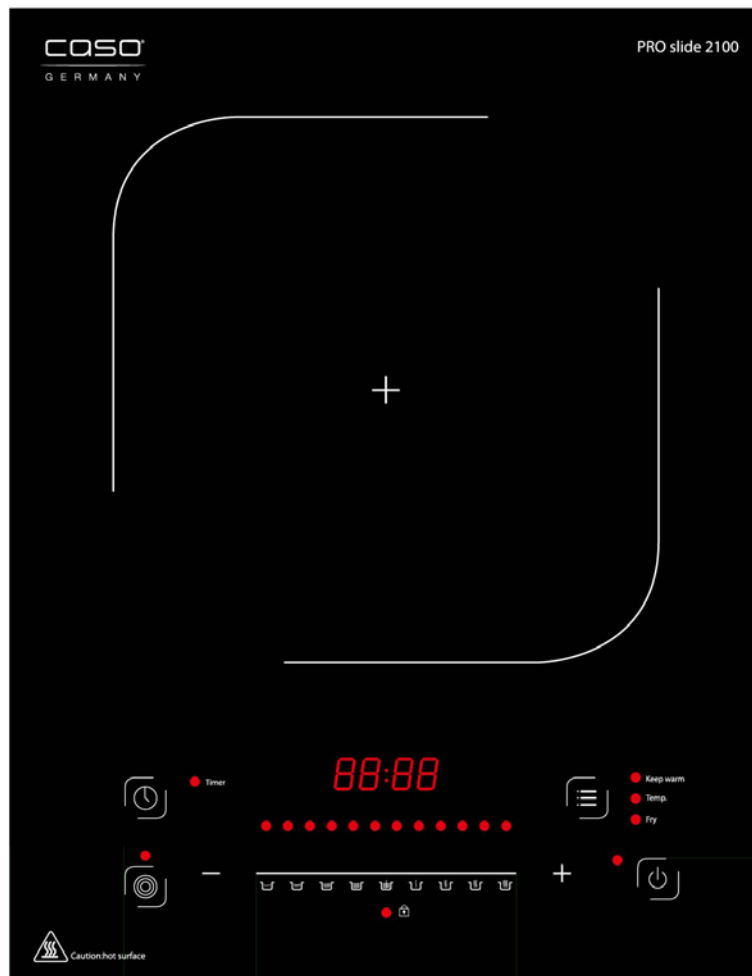 caso®
GERMANY
PRO slide 2100
88:88
Timer
Keep warm
Temp.
Fry
Caution:hot surface